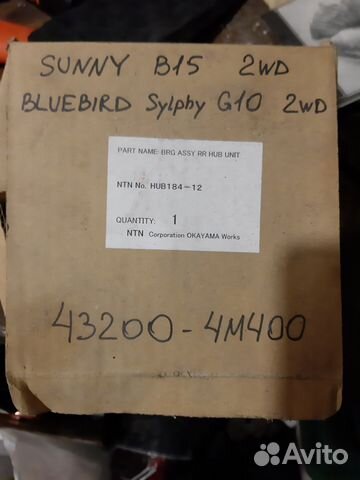 SUNNY B15 2WD
BLUEBIRD Sylphy G10 2WD
PART NAME: BRG ASSY RR HUB UNIT
NTN No. HUB184-12
QUANTITY: 1
NTN Corporation OKAYAMA Works
43200-4M400
Avito